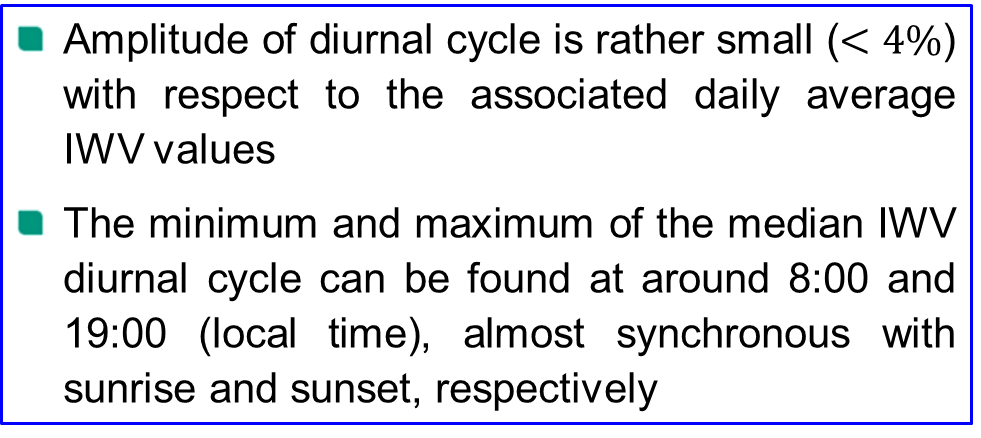 Amplitude of diurnal cycle is rather small (< 4%)
with respect to the associated daily average
IWV values
The minimum and maximum of the median IWV
diurnal cycle can be found at around 8:00 and
19:00 (local time), almost synchronous with
sunrise and sunset, respectively